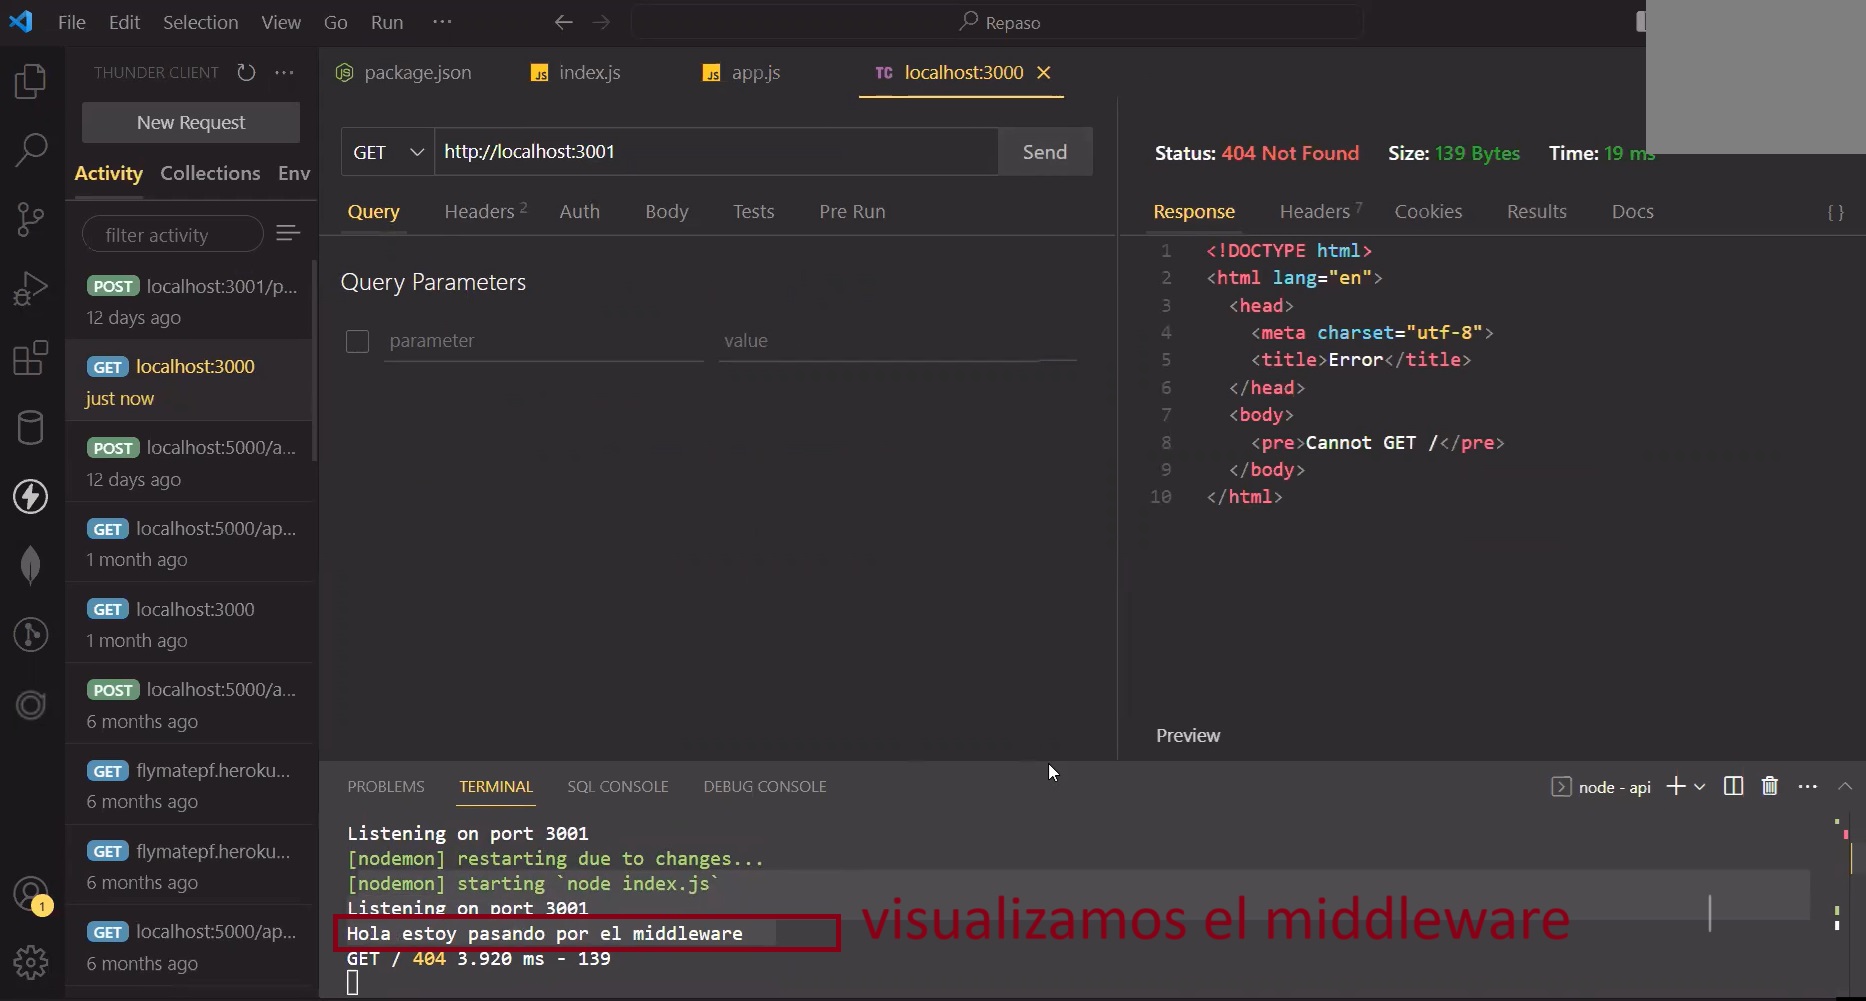 File Edit Selection View Go Run ···
Repaso
THUNDER CLIENT ···
New Request
Activity Collections Env
filter activity
POST localhost:3001/p...
12 days ago
GET localhost:3000
just now
POST localhost:5000/a...
12 days ago
GET localhost:5000/ap...
1 month ago
GET localhost:3000
1 month ago
POST localhost:5000/a...
6 months ago
GET flymatepf.heroku...
6 months ago
GET flymatepf.heroku...
6 months ago
GET localhost:5000/ap...
6 months ago
1
package.json JS index.js JS app.js TC localhost:3000
GET http://localhost:3001 Send
Query Headers 2 Auth Body Tests Pre Run
Query Parameters
parameter value
Status: 404 Not Found Size: 139 Bytes Time: 19 ms
Response Headers 7 Cookies Results Docs { }
1 <!DOCTYPE html>
2 <html lang="en">
3 <head>
4 <meta charset="utf-8">
5 <title>Error</title>
6 </head>
7 <body>
8 <pre>Cannot GET /</pre>
9 </body>
10 </html>
Preview
PROBLEMS TERMINAL SQL CONSOLE DEBUG CONSOLE
node - api ···
Listening on port 3001
[nodemon] restarting due to changes...
[nodemon] starting `node index.js`
Listening on port 3001
Hola estoy pasando por el middleware
visualizamos el middleware
GET / 404 3.920 ms - 139